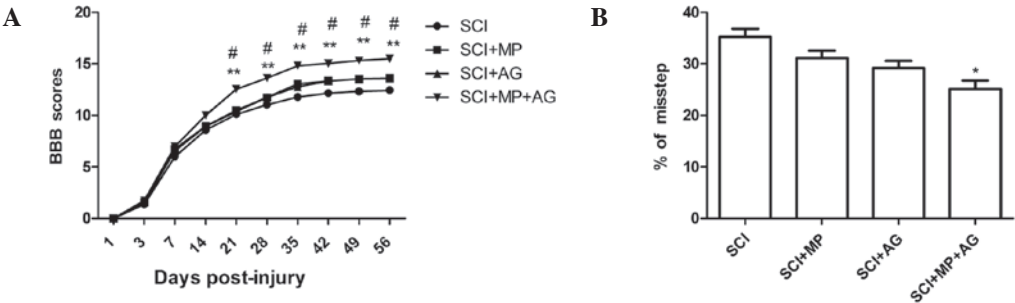 A
BBB scores
20
15
10
5
0
# # # # # #
** ** ** ** ** **
1 3 7 14 21 28 35 42 49 56
Days post-injury
SCI
SCI+MP
SCI+AG
SCI+MP+AG
B
% of misstep
40
30
20
10
0
*
SCI SCI+MP SCI+AG SCI+MP+AG